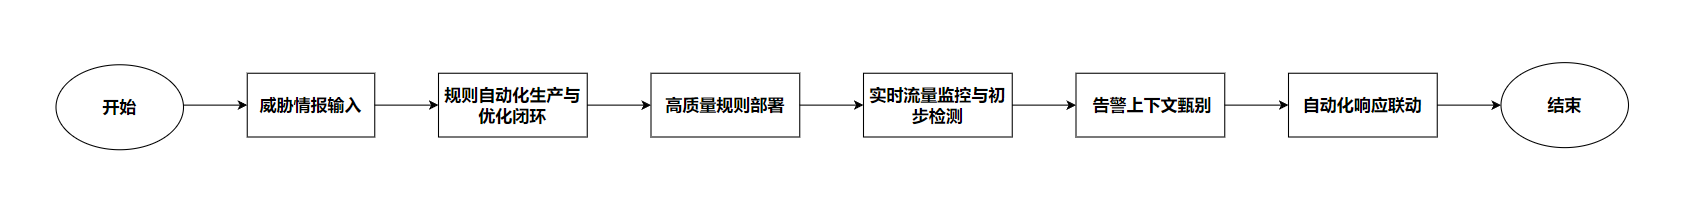 开始
威胁情报输入
规则自动化生产与
优化闭环
高质量规则部署
实时流量监控与初
步检测
告警上下文甄别
自动化响应联动
结束